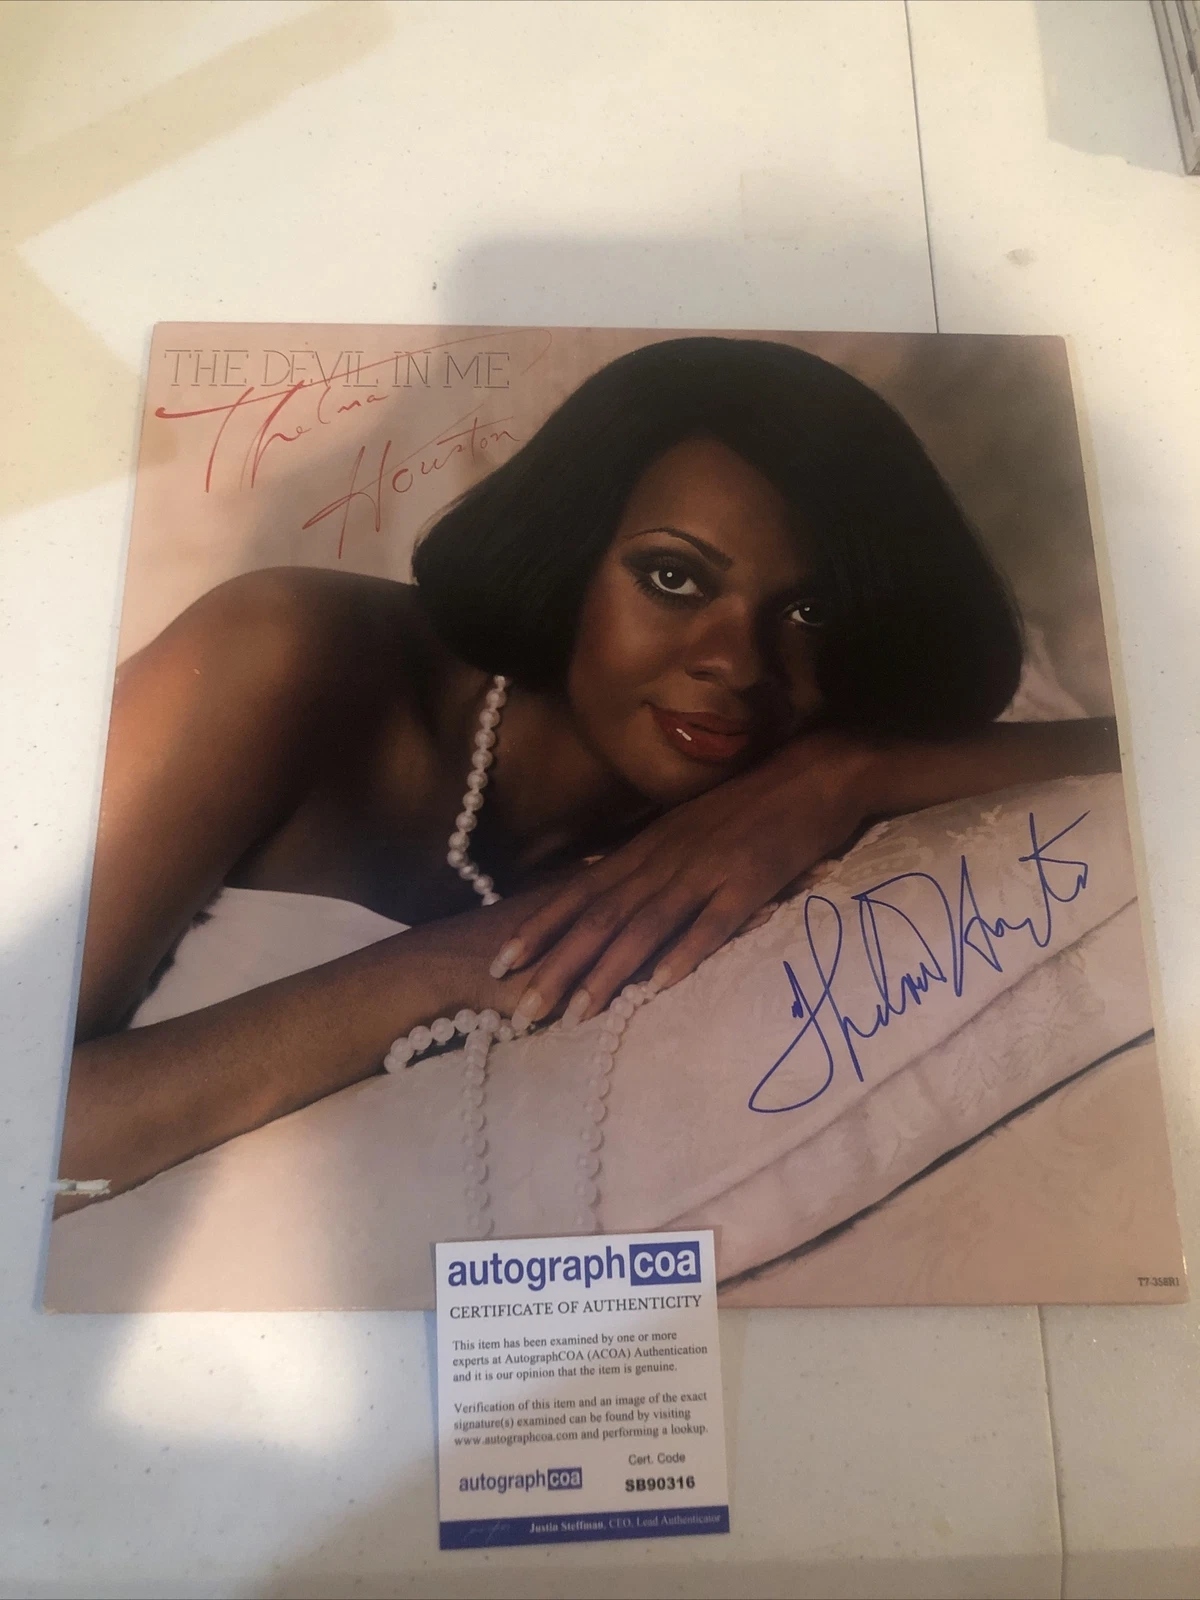 THE DEVIL IN ME
Thelma
Houston
Thelma Houston
T7-358R1
autographcoa
CERTIFICATE OF AUTHENTICITY
This item has been examined by one or more
experts at AutographCOA (ACOA) Authentication
and it is our opinion that the item is genuine.
Verification of this item and an image of the exact
signature(s) examined can be found by visiting
www.autographcoa.com and performing a lookup.
Cert. Code
autographcoa
SB90316
Justin Steffman, CEO, Lead Authenticator